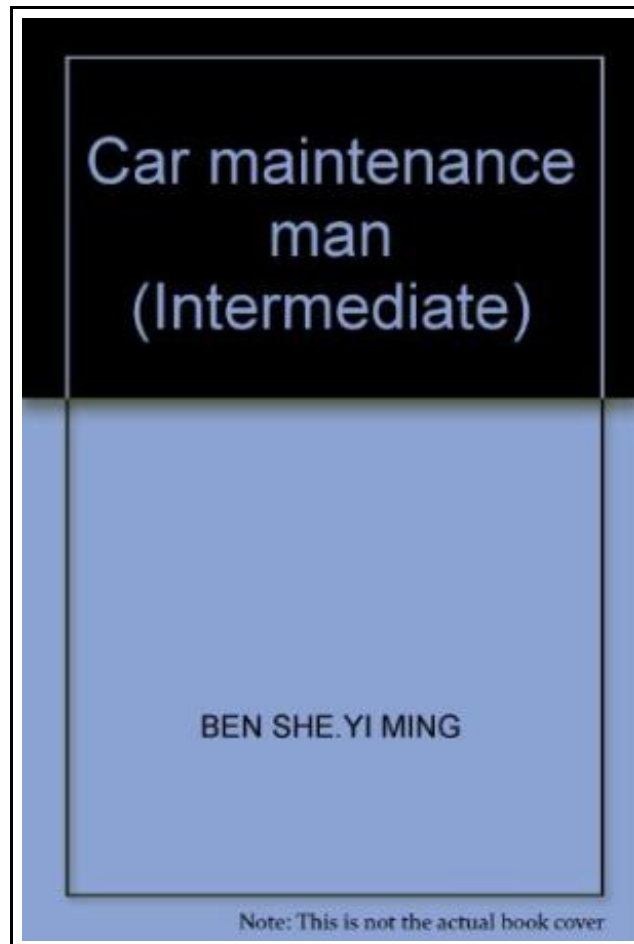 Car maintenance
man
(Intermediate)
BEN SHE.YI MING
Note: This is not the actual book cover